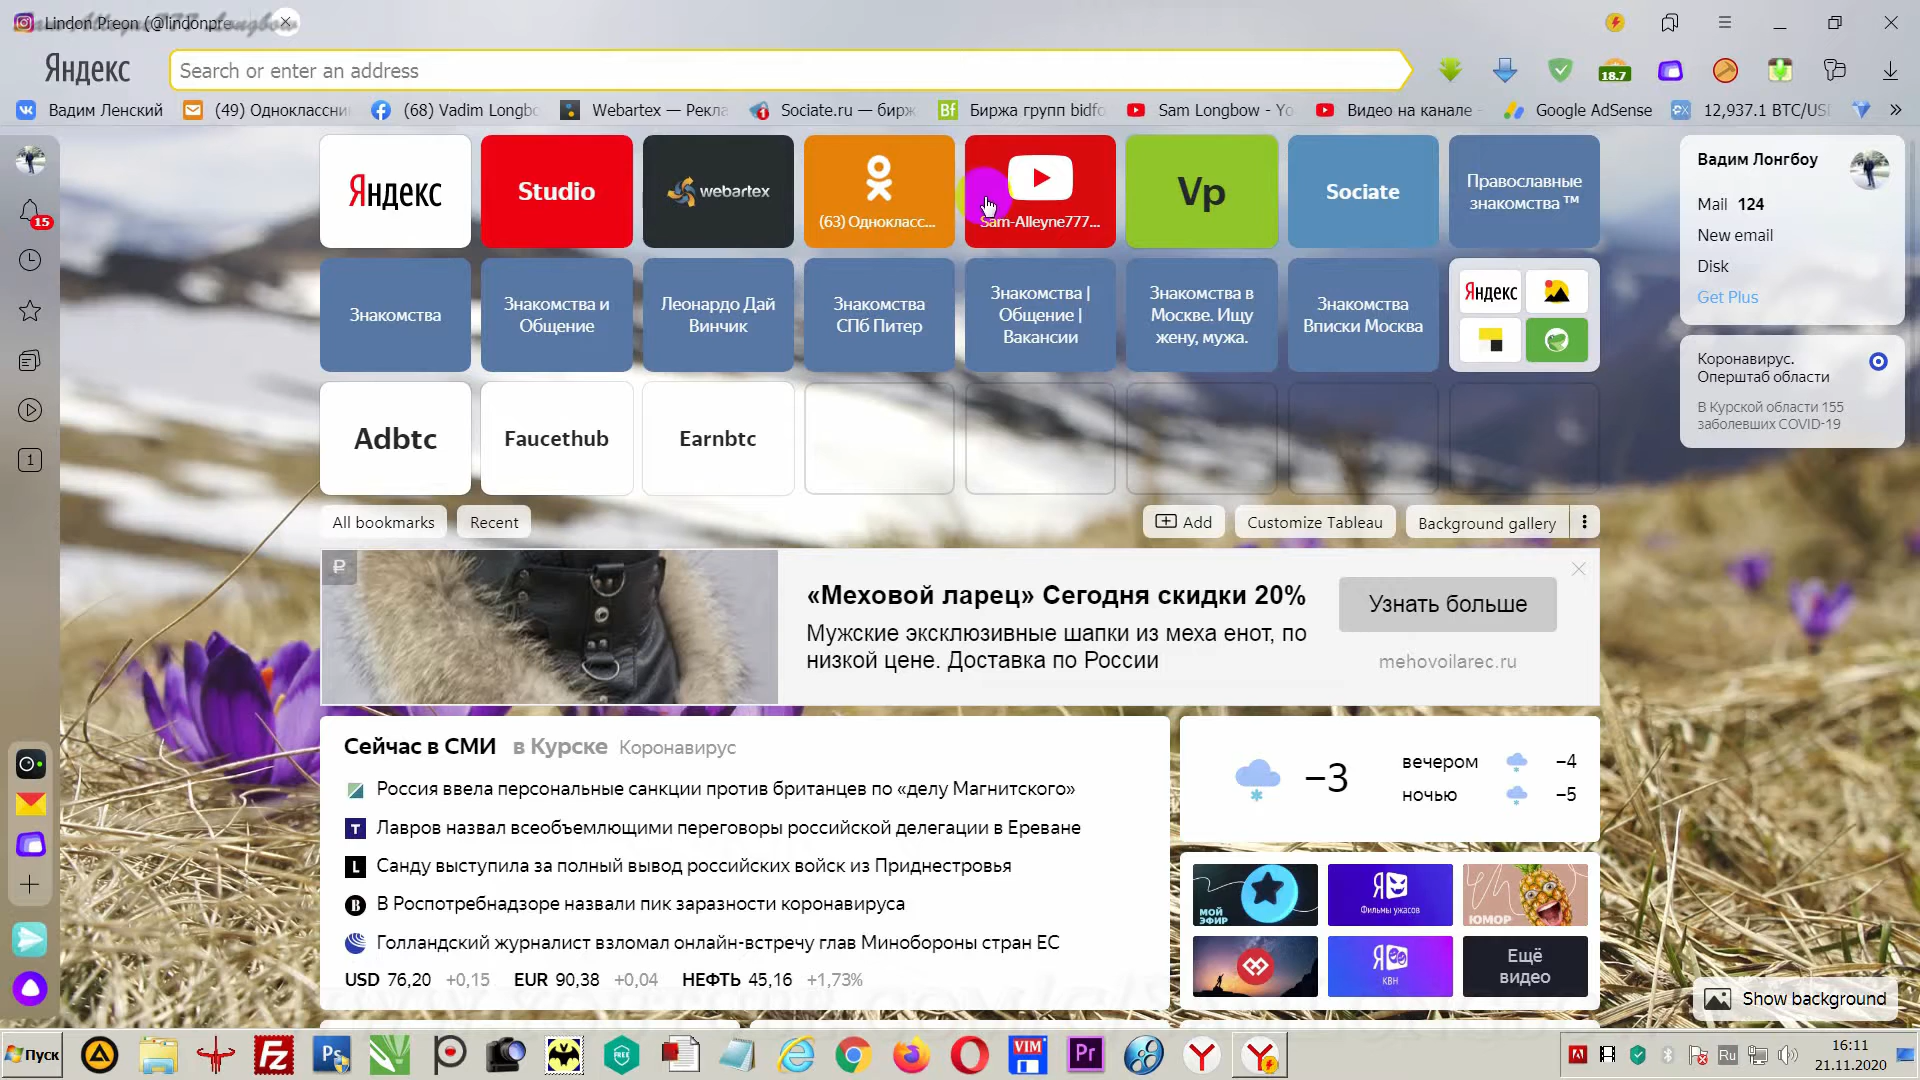 Lindon Preon (@lindonpre
Яндекс
Search or enter an address
18.7
Вадим Ленский
(49) Одноклассни
(68) Vadim Longbo
Webartex — Рекла
Sociate.ru — бирж
Bf
Биржа групп bidfo
Sam Longbow - Yo
Видео на канале -
Google AdSense
12,937.1 BTC/US
»
15
1
Яндекс
Studio
webartex
(63) Однокласс...
Sam-Alleyne777...
Vp
Sociate
Православные
знакомства ™
Знакомства
Знакомства и
Общение
Леонардо Дай
Винчик
Знакомства
СПб Питер
Знакомства |
Общение |
Вакансии
Знакомства в
Москве. Ищу
жену, мужа.
Знакомства
Вписки Москва
Яндекс
Adbtc
Faucethub
Earnbtc
Вадим Лонгбоу
Mail 124
New email
Disk
Get Plus
Коронавирус.
Оперштаб области
В Курской области 155
заболевших COVID-19
All bookmarks
Recent
Add
Customize Tableau
Background gallery
₽
«Меховой ларец» Сегодня скидки 20%
Мужские эксклюзивные шапки из меха енот, по
низкой цене. Доставка по России
Узнать больше
mehovoilarec.ru
Сейчас в СМИ в Курске Коронавирус
Россия ввела персональные санкции против британцев по «делу Магнитского»
T Лавров назвал всеобъемлющими переговоры российской делегации в Ереване
L Санду выступила за полный вывод российских войск из Приднестровья
B В Роспотребнадзоре назвали пик заразности коронавируса
Голландский журналист взломал онлайн-встречу глав Минобороны стран ЕС
USD 76,20 +0,15 EUR 90,38 +0,04 НЕФТЬ 45,16 +1,73%
−3
вечером −4
ночью −5
МОЙ
ЭФИР
Я
Фильмы ужасов
ЮМОР
Я
КВН
Ещё
видео
Show background
Пуск
FZ
Ps
FREE
VIM
Pr
Ru
16:11
21.11.2020